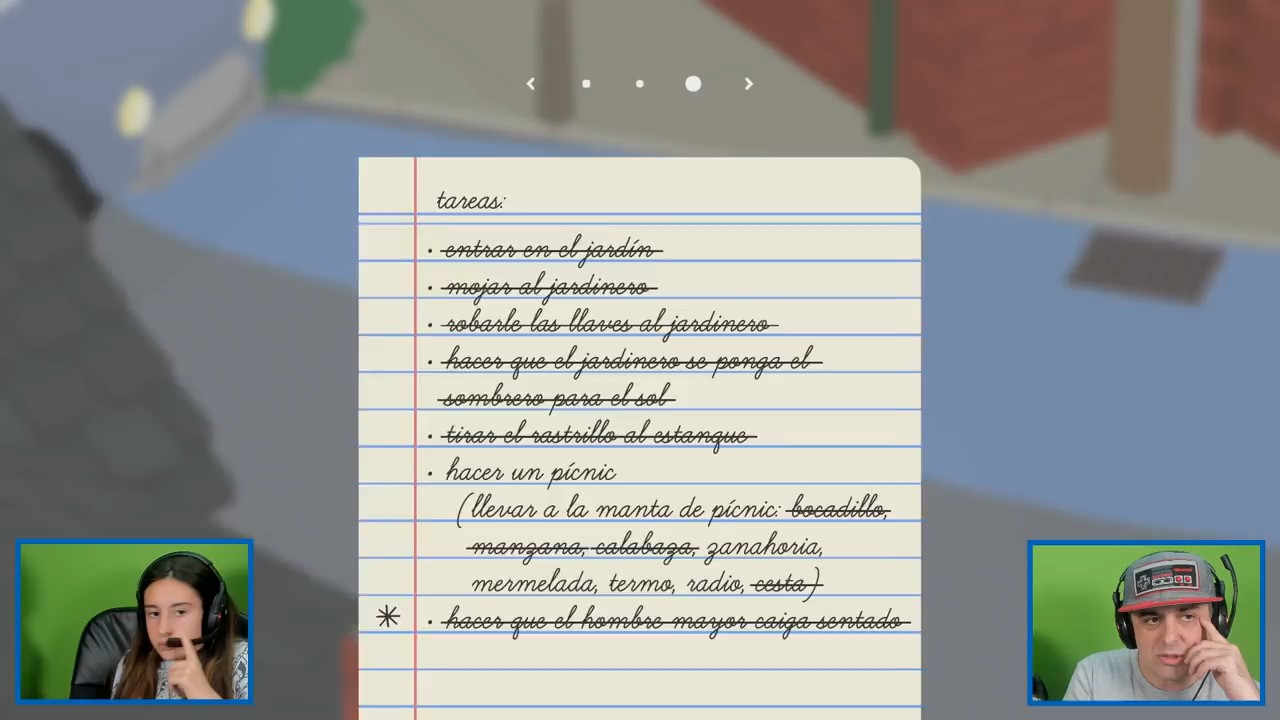 tareas:
• entrar en el jardín
• mojar al jardinero
• robarle las llaves al jardinero
• hacer que el jardinero se ponga el
sombrero para el sol
• tirar el rastrillo al estanque
• hacer un pícnic
(llevar a la manta de pícnic: bocadillo,
manzana, calabaza, zanahoria,
mermelada, termo, radio, cesta)
• hacer que el hombre mayor caiga sentado